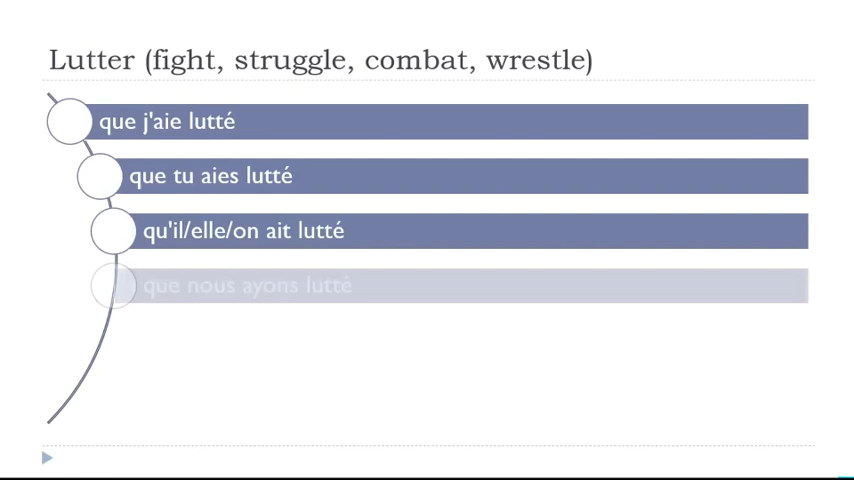 Lutter (fight, struggle, combat, wrestle)
que j'aie lutté
que tu aies lutté
qu'il/elle/on ait lutté
que nous ayons lutté